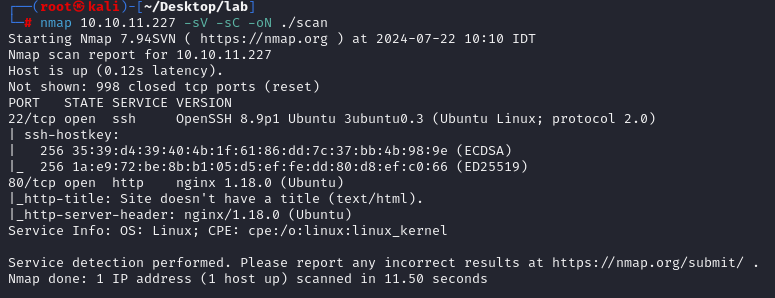 ┌──(root㉿kali)-[~/Desktop/lab]
└─# nmap 10.10.11.227 -sV -sC -oN ./scan
Starting Nmap 7.94SVN ( https://nmap.org ) at 2024-07-22 10:10 IDT
Nmap scan report for 10.10.11.227
Host is up (0.12s latency).
Not shown: 998 closed tcp ports (reset)
PORT   STATE SERVICE VERSION
22/tcp open  ssh     OpenSSH 8.9p1 Ubuntu 3ubuntu0.3 (Ubuntu Linux; protocol 2.0)
| ssh-hostkey:
|   256 35:39:d4:39:40:4b:1f:61:86:dd:7c:37:bb:4b:98:9e (ECDSA)
|_  256 1a:e9:72:be:8b:b1:05:d5:ef:fe:dd:80:d8:ef:c0:66 (ED25519)
80/tcp open  http    nginx 1.18.0 (Ubuntu)
|_http-title: Site doesn't have a title (text/html).
|_http-server-header: nginx/1.18.0 (Ubuntu)
Service Info: OS: Linux; CPE: cpe:/o:linux:linux_kernel

Service detection performed. Please report any incorrect results at https://nmap.org/submit/ .
Nmap done: 1 IP address (1 host up) scanned in 11.50 seconds